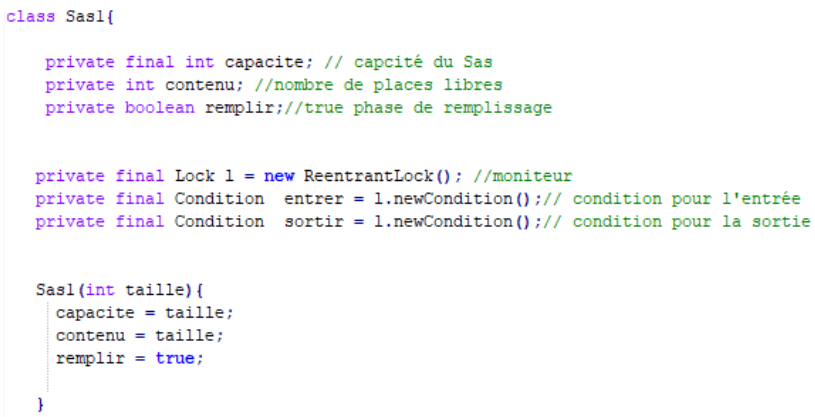 class Sas1{
private final int capacite; // capcité du Sas
private int contenu; //nombre de places libres
private boolean remplir;//true phase de remplissage
private final Lock l = new ReentrantLock(); //moniteur
private final Condition  entrer = l.newCondition();// condition pour l'entrée
private final Condition  sortir = l.newCondition();// condition pour la sortie
Sas1(int taille){
capacite = taille;
contenu = taille;
remplir = true;
}